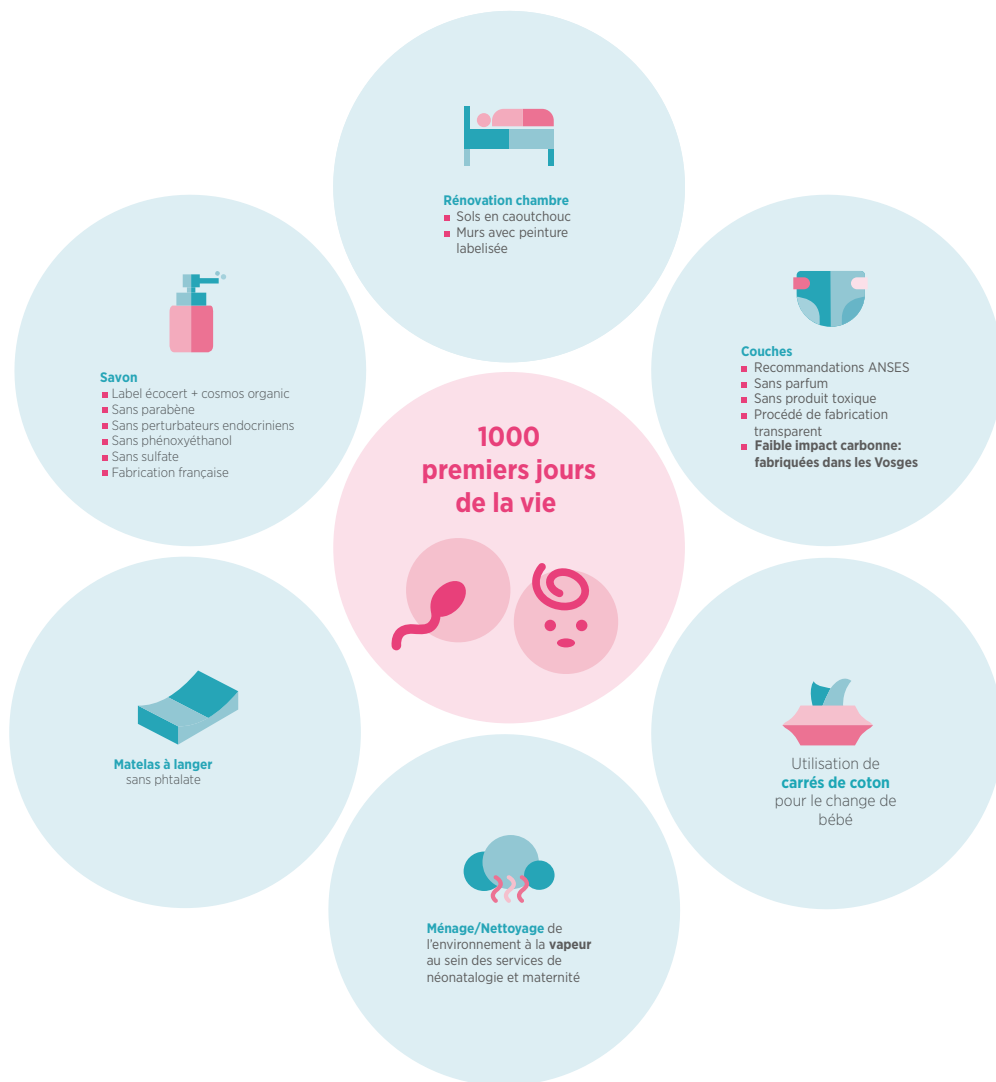 Rénovation chambre
Sols en caoutchouc
Murs avec peinture
labelisée
Savon
Label écocert + cosmos organic
Sans parabène
Sans perturbateurs endocriniens
Sans phénoxyéthanol
Sans sulfate
Fabrication française
Couches
Recommandations ANSES
Sans parfum
Sans produit toxique
Procédé de fabrication
transparent
Faible impact carbonne:
fabriquées dans les Vosges
1000
premiers jours
de la vie
Matelas à langer
sans phtalate
Utilisation de
carrés de coton
pour le change de
bébé
Ménage/Nettoyage de
l'environnement à la vapeur
au sein des services de
néonatalogie et maternité